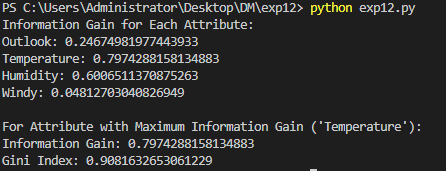 PS C:\Users\Administrator\Desktop\DM\exp12> python exp12.py
Information Gain for Each Attribute:
Outlook: 0.24674981977443933
Temperature: 0.7974288158134883
Humidity: 0.6006511370875263
Windy: 0.04812703040826949
For Attribute with Maximum Information Gain ('Temperature'):
Information Gain: 0.7974288158134883
Gini Index: 0.9081632653061229